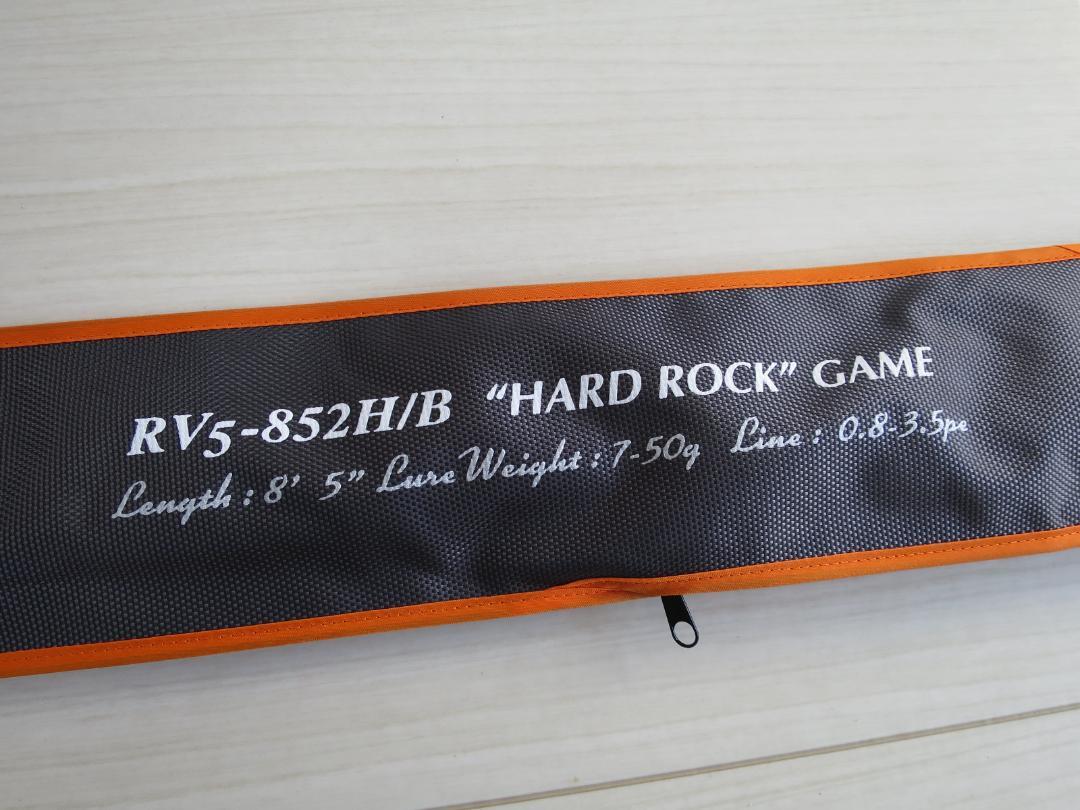 RV5-852H/B “HARD ROCK” GAME
Length : 8’ 5” Lure Weight : 7-50g Line : 0.8-3.5pe